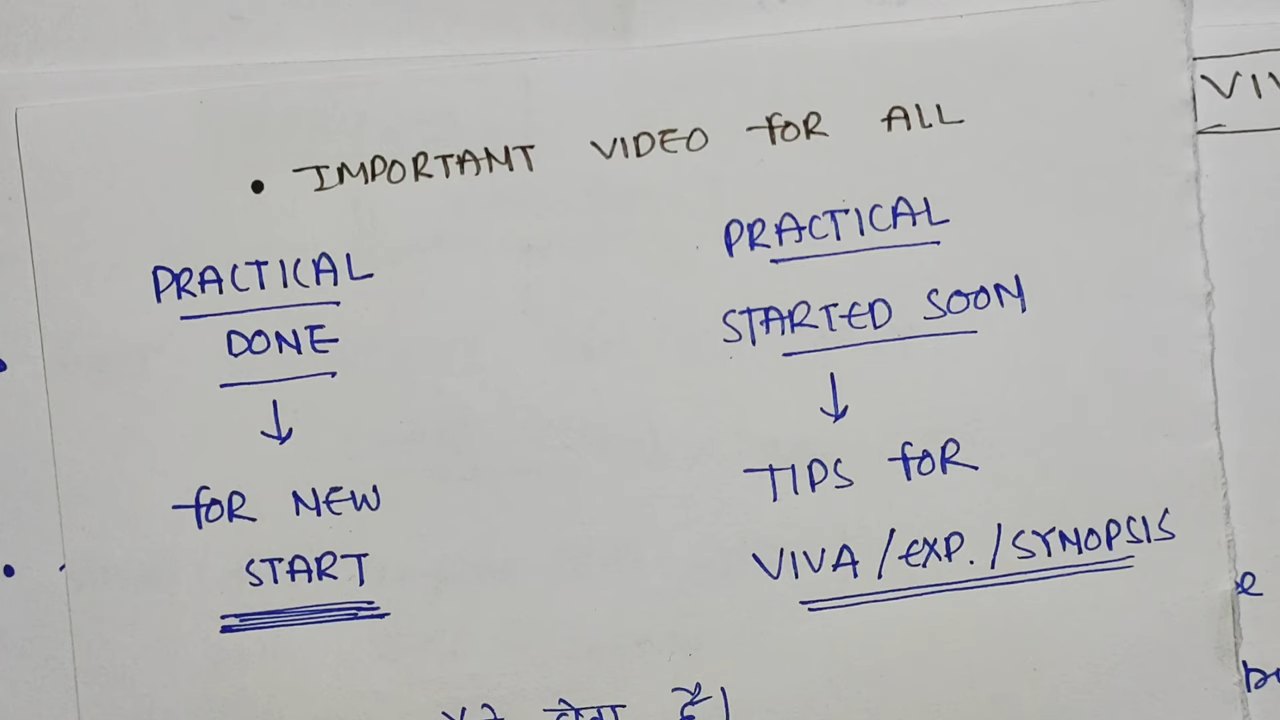 • IMPORTANT VIDEO for ALL
PRACTICAL
DONE
↓
for NEW
START
PRACTICAL
STARTED SOON
↓
TIPS for
VIVA / EXP. / SYNOPSIS
है।